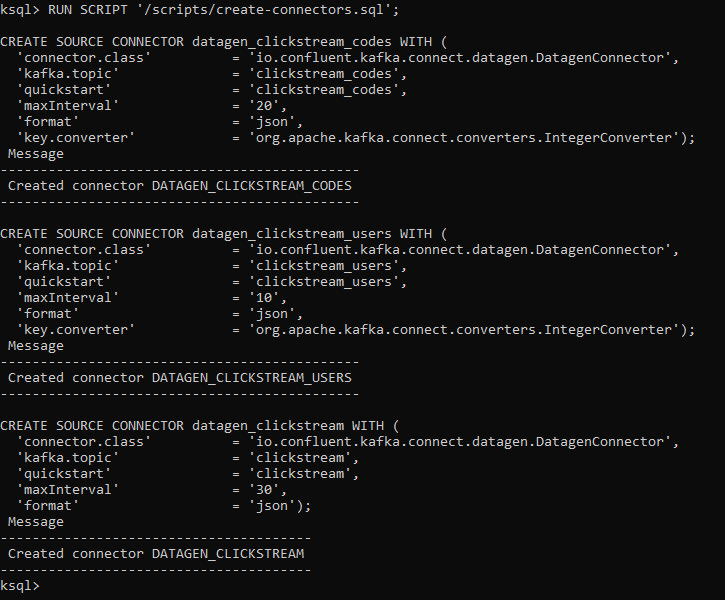 ksql> RUN SCRIPT '/scripts/create-connectors.sql';
CREATE SOURCE CONNECTOR datagen_clickstream_codes WITH (
  'connector.class'          = 'io.confluent.kafka.connect.datagen.DatagenConnector',
  'kafka.topic'              = 'clickstream_codes',
  'quickstart'               = 'clickstream_codes',
  'maxInterval'              = '20',
  'format'                   = 'json',
  'key.converter'            = 'org.apache.kafka.connect.converters.IntegerConverter');
 Message
---------------------------------------------
 Created connector DATAGEN_CLICKSTREAM_CODES
---------------------------------------------
CREATE SOURCE CONNECTOR datagen_clickstream_users WITH (
  'connector.class'          = 'io.confluent.kafka.connect.datagen.DatagenConnector',
  'kafka.topic'              = 'clickstream_users',
  'quickstart'               = 'clickstream_users',
  'maxInterval'              = '10',
  'format'                   = 'json',
  'key.converter'            = 'org.apache.kafka.connect.converters.IntegerConverter');
 Message
---------------------------------------------
 Created connector DATAGEN_CLICKSTREAM_USERS
---------------------------------------------
CREATE SOURCE CONNECTOR datagen_clickstream WITH (
  'connector.class'          = 'io.confluent.kafka.connect.datagen.DatagenConnector',
  'kafka.topic'              = 'clickstream',
  'quickstart'               = 'clickstream',
  'maxInterval'              = '30',
  'format'                   = 'json');
 Message
---------------------------------------
 Created connector DATAGEN_CLICKSTREAM
---------------------------------------
ksql>